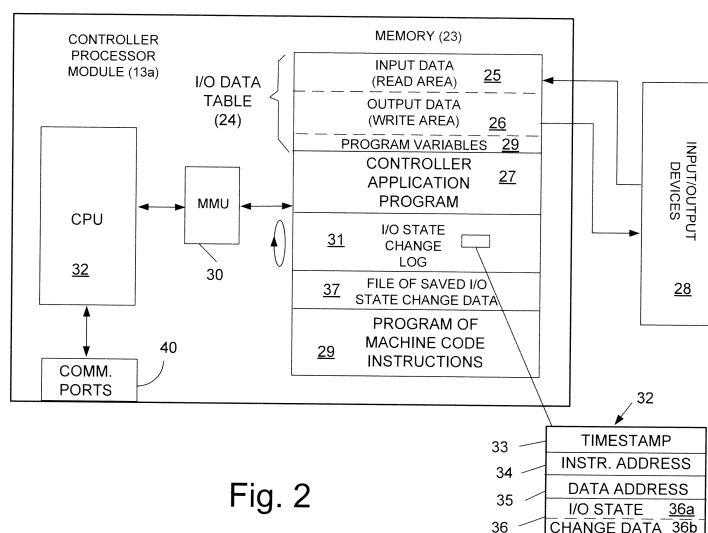 CONTROLLER
PROCESSOR
MODULE (13a)
MEMORY (23)
I/O DATA
TABLE
(24)
INPUT DATA
(READ AREA)
25
OUTPUT DATA
(WRITE AREA)
26
PROGRAM VARIABLES 29
CONTROLLER
APPLICATION
PROGRAM
27
31
I/O STATE
CHANGE
LOG
37
FILE OF SAVED I/O
STATE CHANGE DATA
29
PROGRAM OF
MACHINE CODE
INSTRUCTIONS
CPU
32
MMU
30
COMM.
PORTS
40
INPUT/OUTPUT
DEVICES
28
32
33
TIMESTAMP
34
INSTR. ADDRESS
35
DATA ADDRESS
36
I/O STATE 36a
CHANGE DATA 36b
Fig. 2